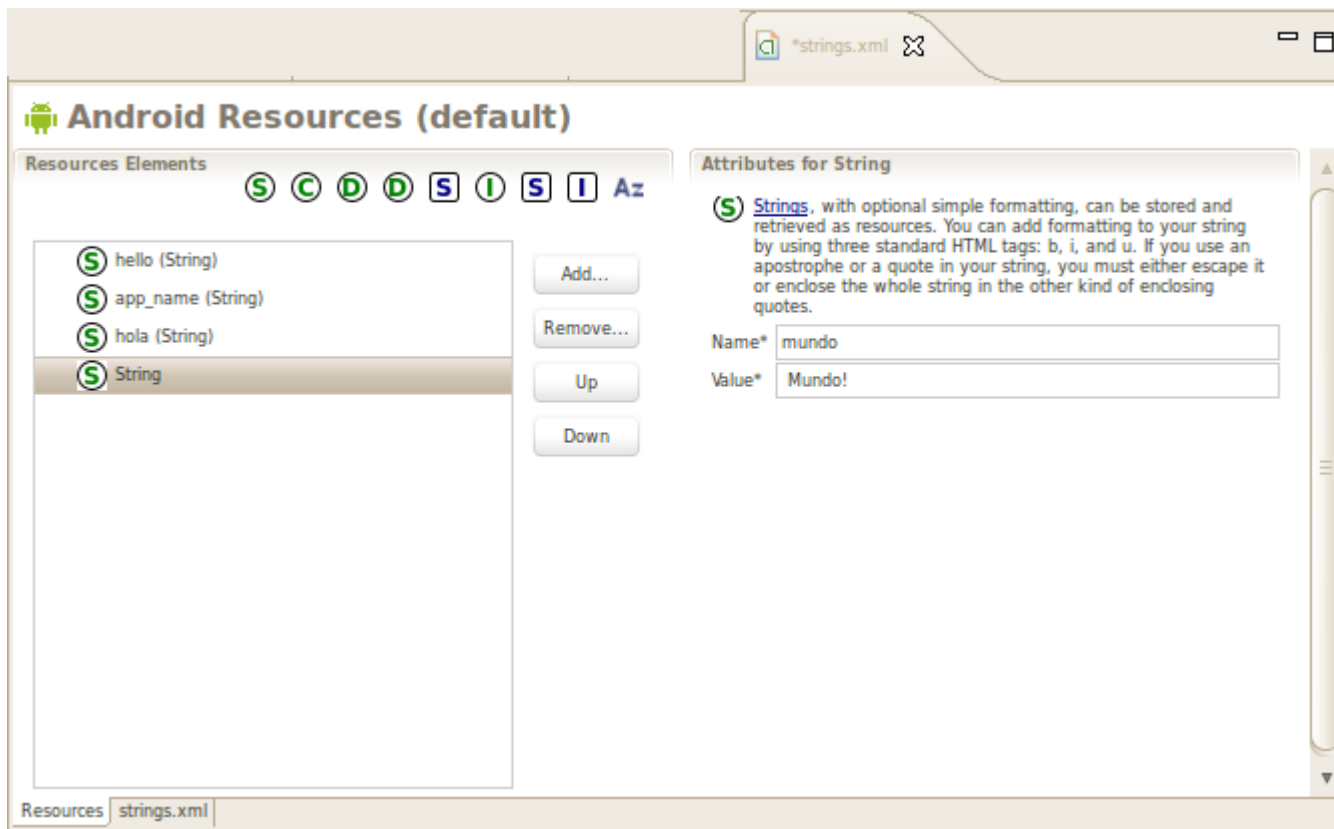 *strings.xml
Android Resources (default)
Resources Elements
S C D D S I S I Az
S hello (String)
S app_name (String)
S hola (String)
S String
Add...
Remove...
Up
Down
Attributes for String
S Strings, with optional simple formatting, can be stored and
retrieved as resources. You can add formatting to your string
by using three standard HTML tags: b, i, and u. If you use an
apostrophe or a quote in your string, you must either escape it
or enclose the whole string in the other kind of enclosing
quotes.
Name* mundo
Value* Mundo!
Resources strings.xml